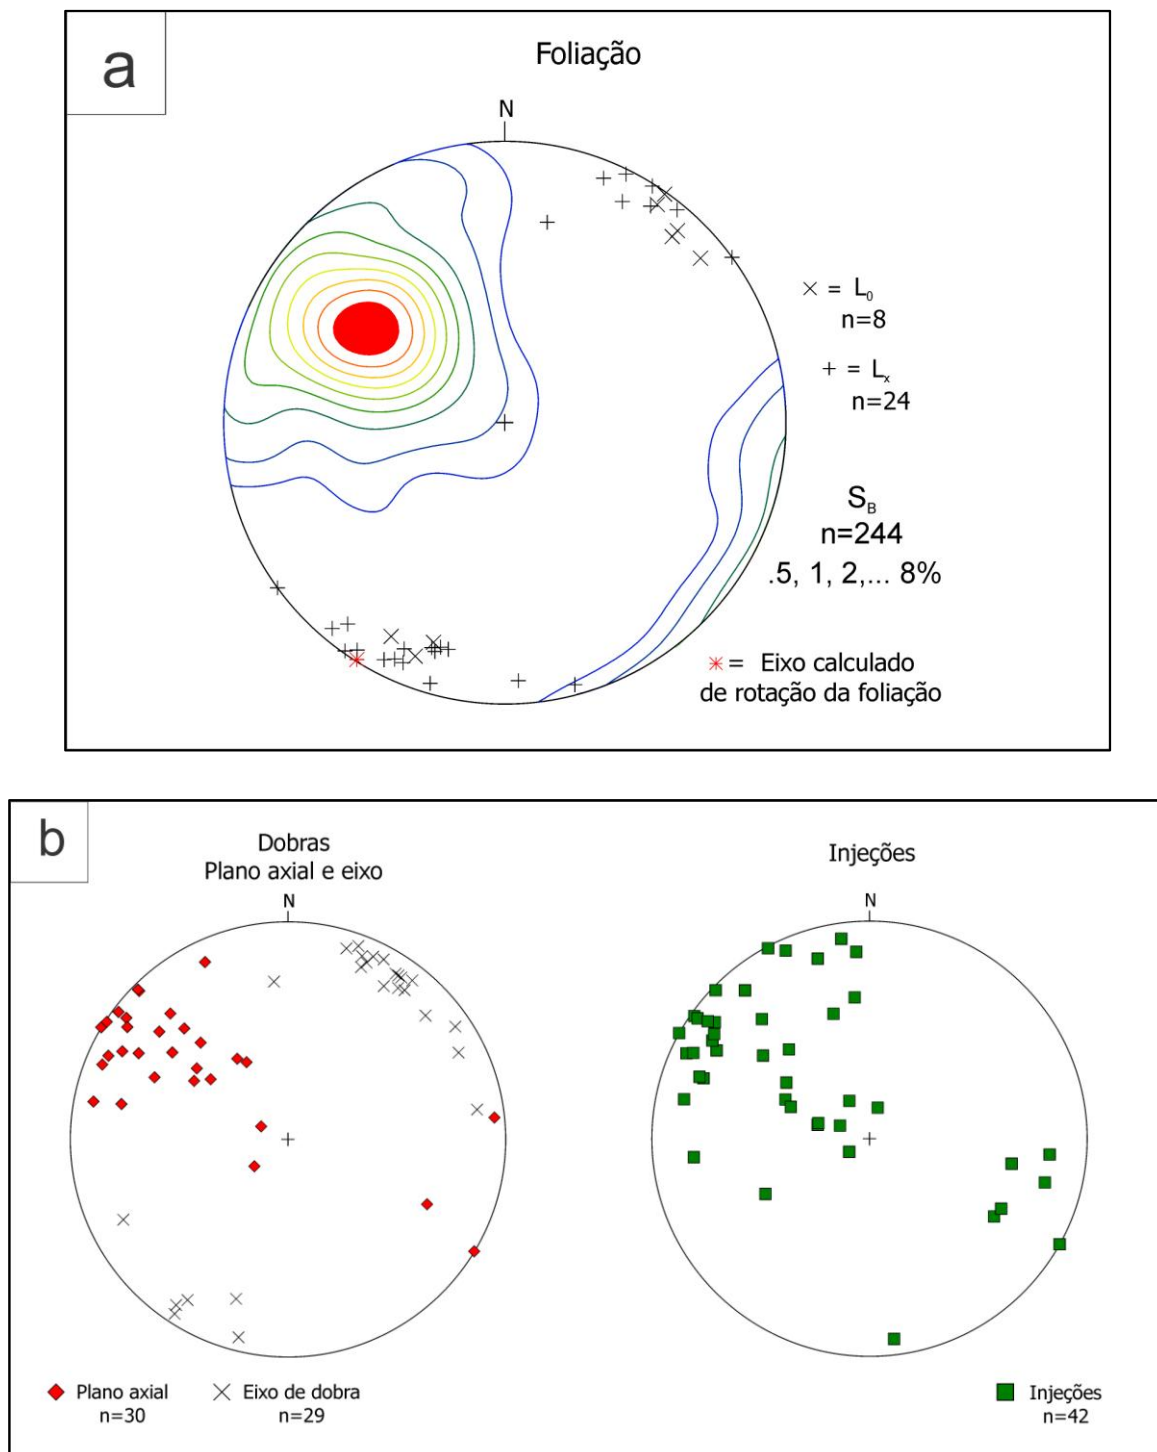 a
Foliação
N
× = L₀
n=8
+ = Lₓ
n=24
S_B
n=244
.5, 1, 2,... 8%
* = Eixo calculado
de rotação da foliação
b
Dobras
Plano axial e eixo
N
Injeções
N
Plano axial
n=30
Eixo de dobra
n=29
Injeções
n=42